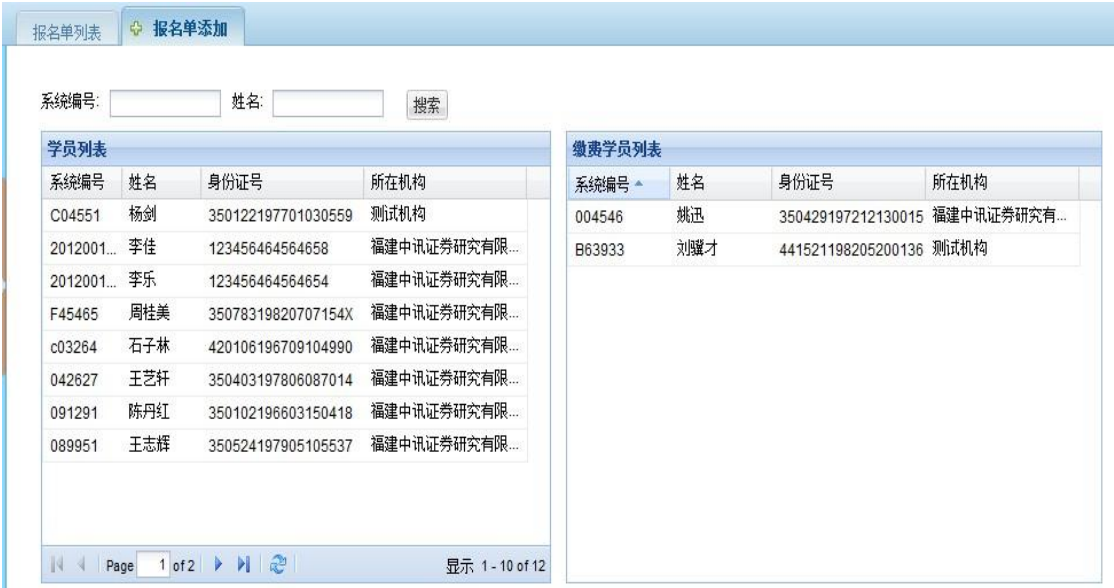 报名单列表 报名单添加
系统编号: 姓名: 搜索
学员列表
系统编号 姓名 身份证号 所在机构
C04551 杨剑 350122197701030559 测试机构
2012001... 李佳 123456464564658 福建中讯证券研究有限...
2012001... 李乐 123456464564654 福建中讯证券研究有限...
F45465 周桂美 35078319820707154X 福建中讯证券研究有限...
c03264 石子林 420106196709104990 福建中讯证券研究有限...
042627 王艺轩 350403197806087014 福建中讯证券研究有限...
091291 陈丹红 350102196603150418 福建中讯证券研究有限...
089951 王志辉 350524197905105537 福建中讯证券研究有限...
Page 1 of 2 显示 1 - 10 of 12
缴费学员列表
系统编号 姓名 身份证号 所在机构
004546 姚迅 350429197212130015 福建中讯证券研究有...
B63933 刘骥才 441521198205200136 测试机构